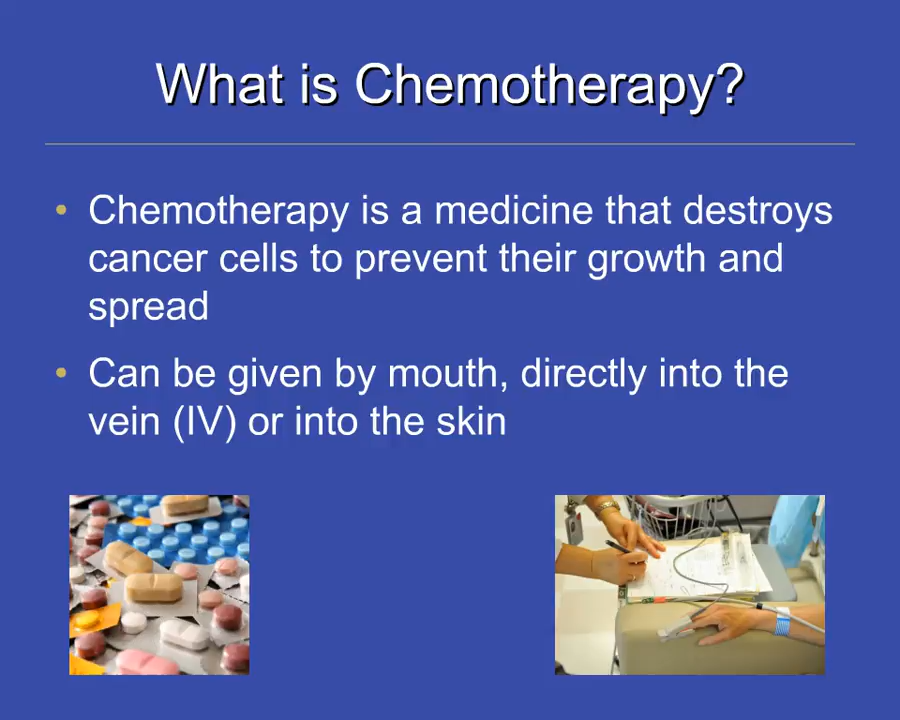 What is Chemotherapy?
• Chemotherapy is a medicine that destroys
cancer cells to prevent their growth and
spread
• Can be given by mouth, directly into the
vein (IV) or into the skin